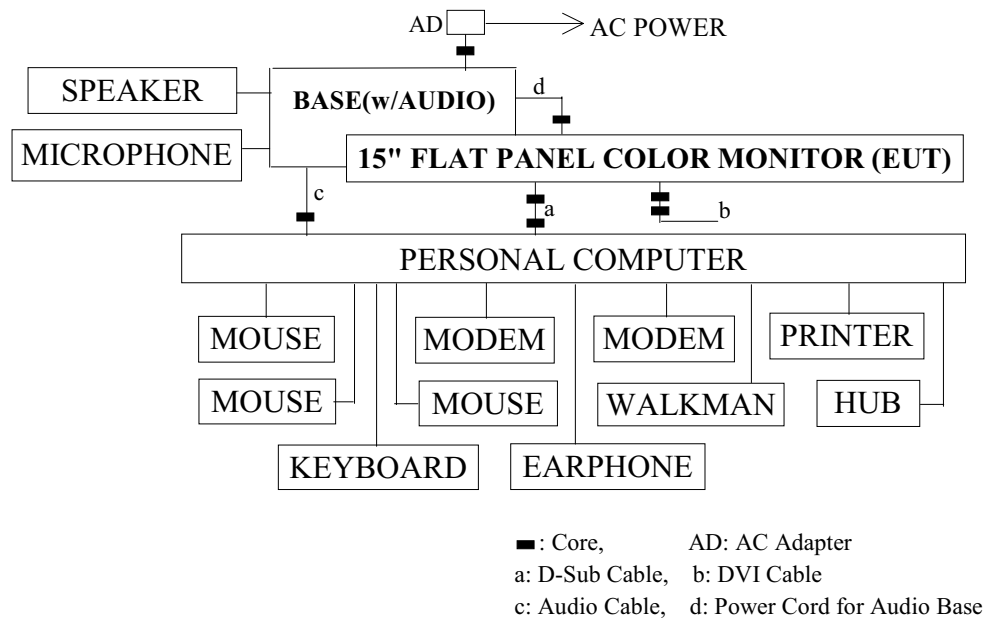 AD
AC POWER
SPEAKER
BASE(w/AUDIO)
d
MICROPHONE
15" FLAT PANEL COLOR MONITOR (EUT)
c
a
b
PERSONAL COMPUTER
MOUSE
MODEM
MODEM
PRINTER
MOUSE
MOUSE
WALKMAN
HUB
KEYBOARD
EARPHONE
: Core, AD: AC Adapter
a: D-Sub Cable, b: DVI Cable
c: Audio Cable, d: Power Cord for Audio Base